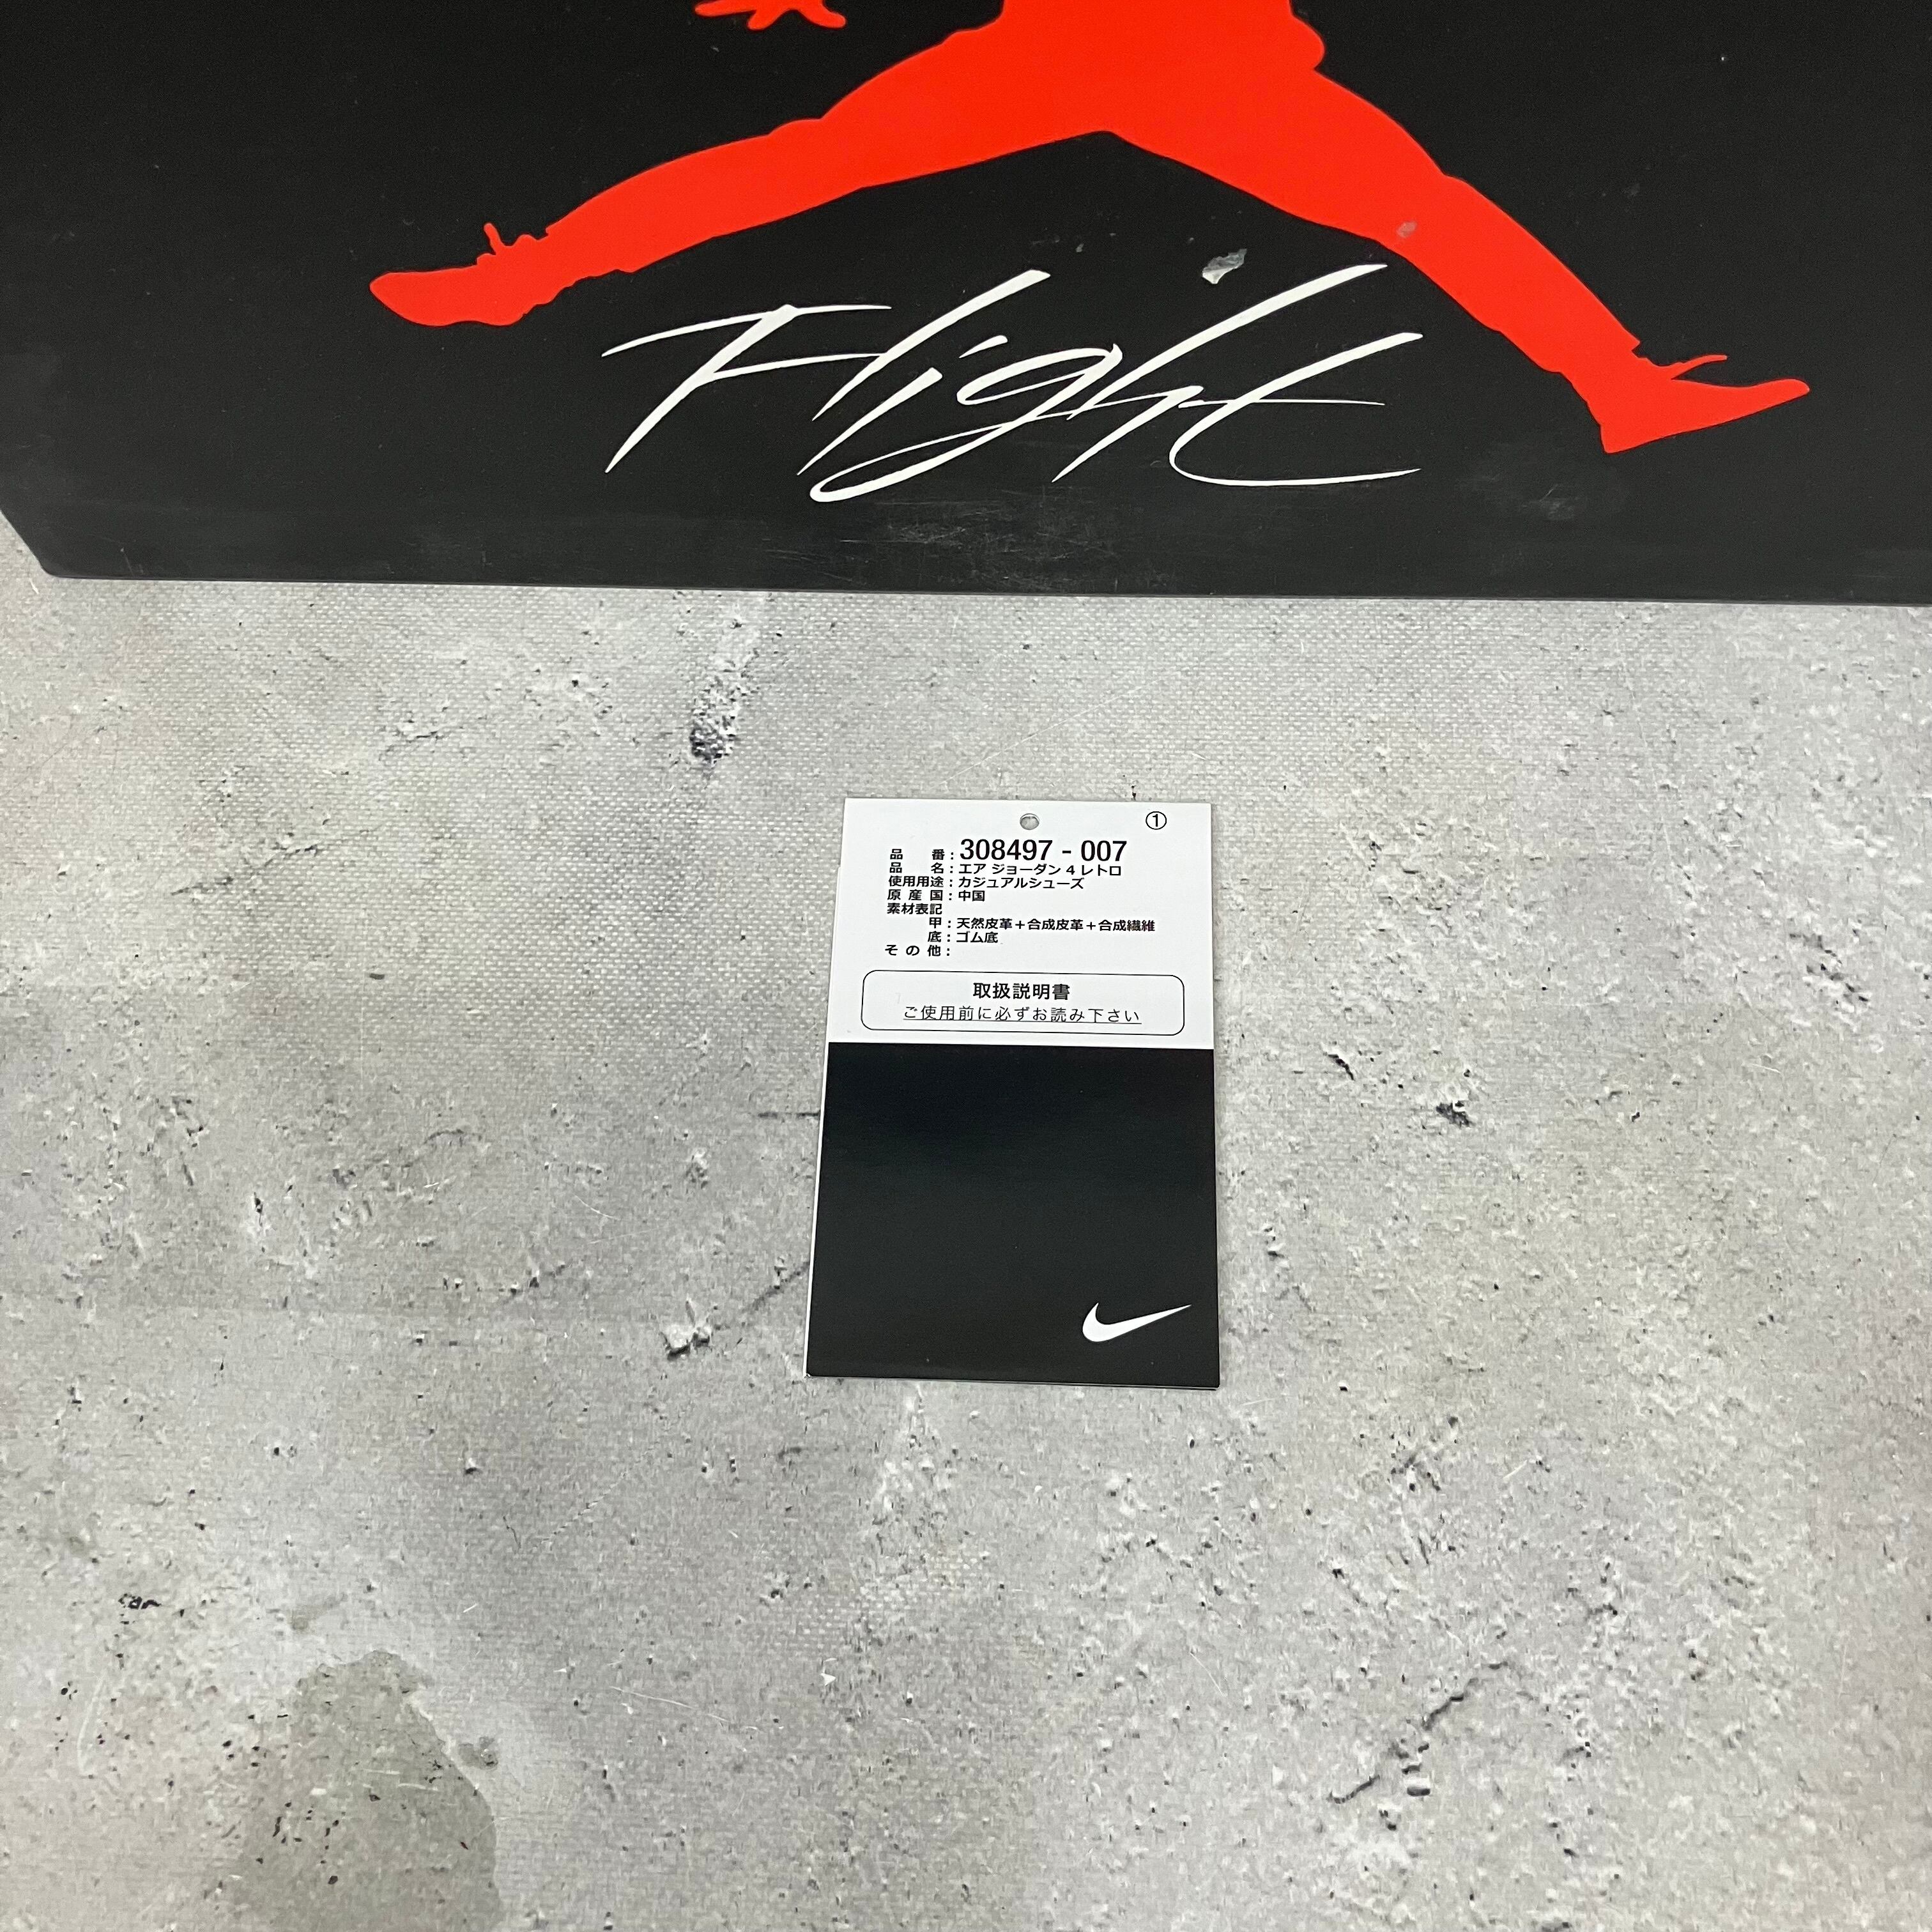 Flight
①
品番：308497 - 007
品名：エア ジョーダン 4 レトロ
使用用途：カジュアルシューズ
原産国：中国
素材表記
甲：天然皮革＋合成皮革＋合成繊維
底：ゴム底
その他：
取扱説明書
ご使用前に必ずお読み下さい